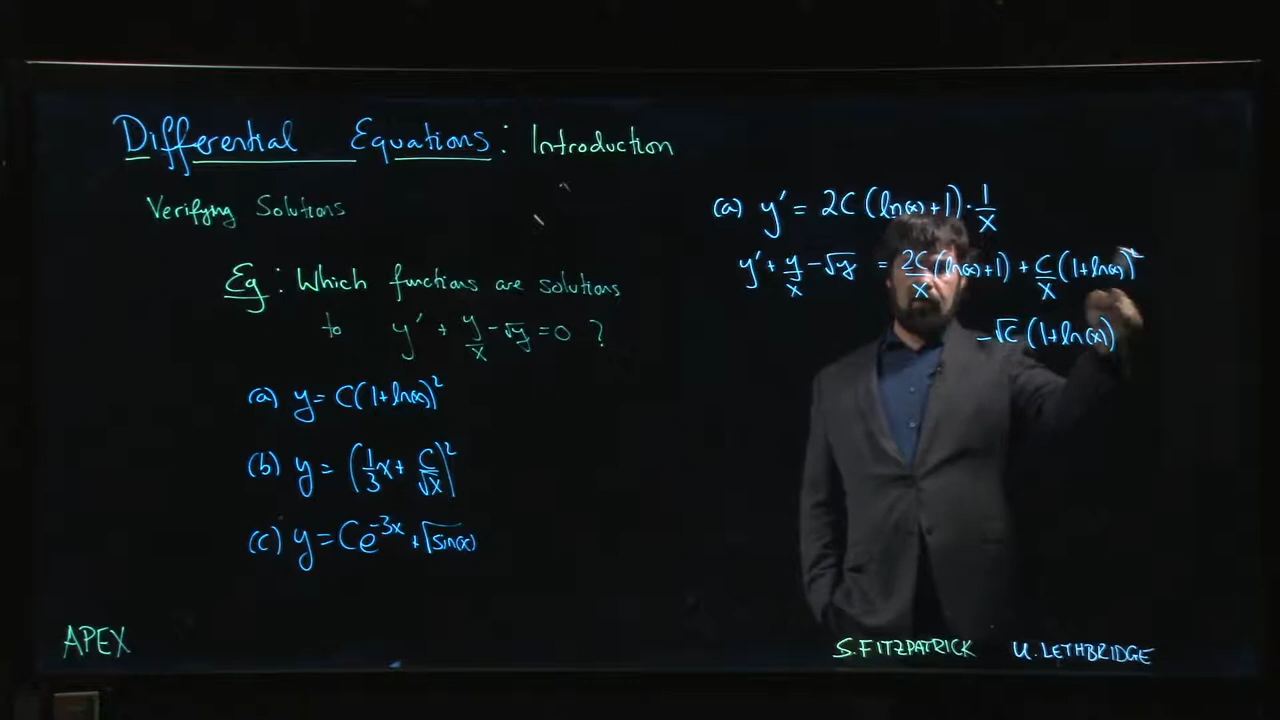 Differential Equations: Introduction
Verifying Solutions
Eg: Which functions are solutions
to y' + y/x - √y = 0 ?
(a) y = C(1+ln(x))²
(b) y = (1/3 x + C/√x)²
(c) y = Ce^(-3x) + √sin(x)
(a) y' = 2C (ln(x)+1) · 1/x
y' + y/x - √y = 2C/x (ln(x)+1) + C/x (1+ln(x))²
- √C (1+ln(x))
APEX
S. FITZPATRICK U. LETHBRIDGE